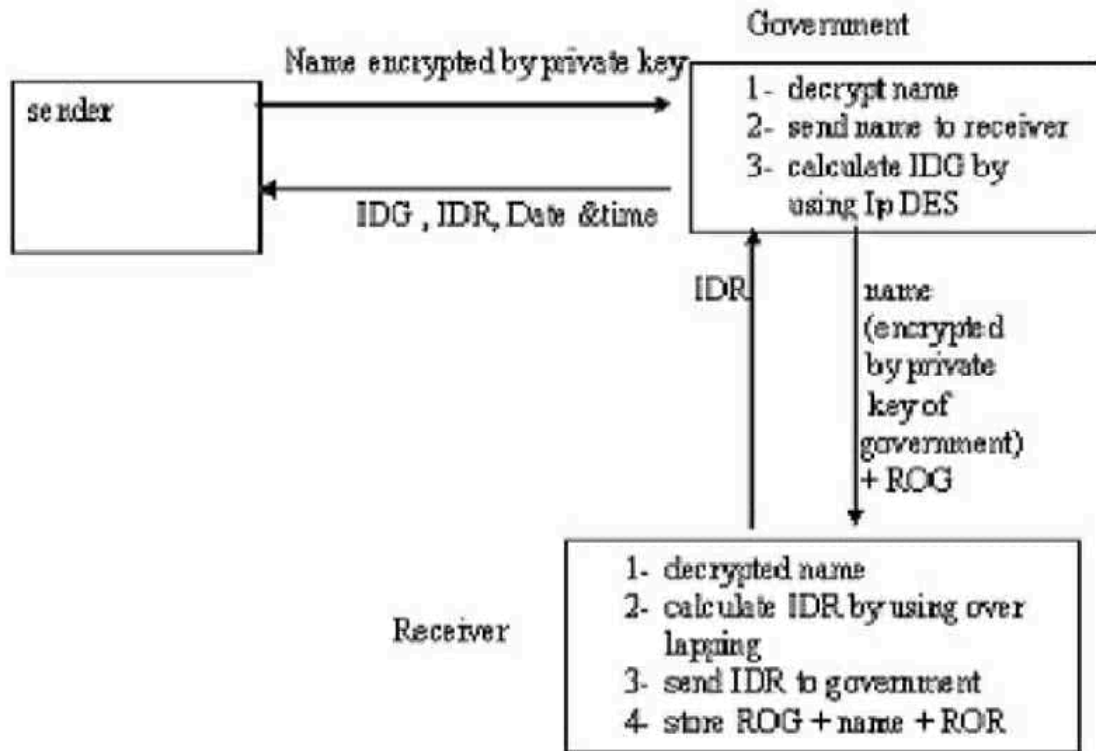 Government
Name encrypted by private key
sender
1- decrypt name
2- send name to receiver
3- calculate IDG by
using Ip DES
IDG , IDR, Date &time
IDR
name
(encrypted
by private
key of
government)
+ ROG
Receiver
1- decrypted name
2- calculate IDR by using over
lapping
3- send IDR to government
4- store ROG + name + ROR